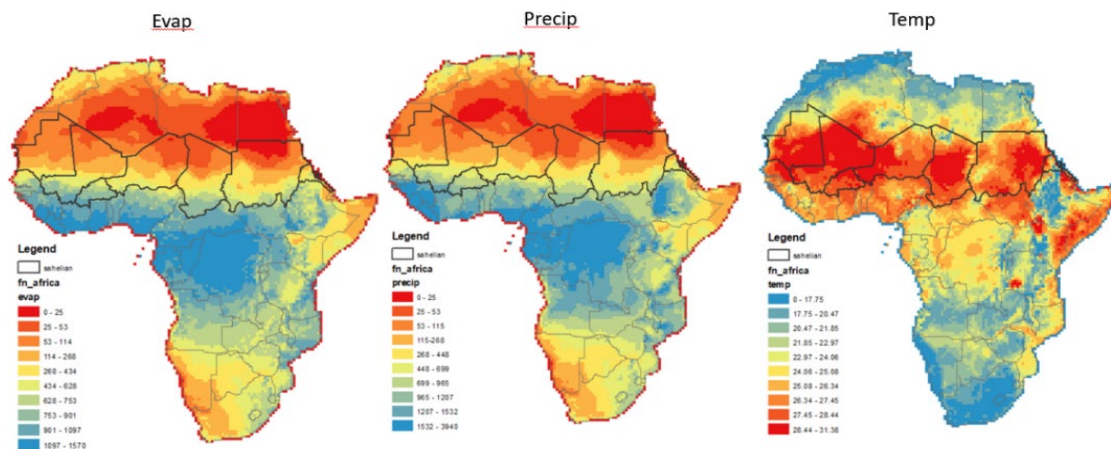 Evap
Precip
Temp
Legend
sahelian
fn_africa
evap
0 - 25
25 - 53
53 - 114
114 - 268
268 - 434
434 - 628
628 - 753
753 - 901
901 - 1097
1097 - 1570
Legend
sahelian
fn_africa
precip
0 - 25
25 - 53
53 - 115
115-268
268 - 448
448 - 699
699 - 965
965 - 1207
1207 - 1532
1532 - 3940
Legend
sahelian
fn_africa
temp
0 - 17.75
17.75 - 20.47
20.47 - 21.85
21.85 - 22.97
22.97 - 24.06
24.06 - 25.08
25.08 - 26.34
26.34 - 27.45
27.45 - 28.44
28.44 - 31.38